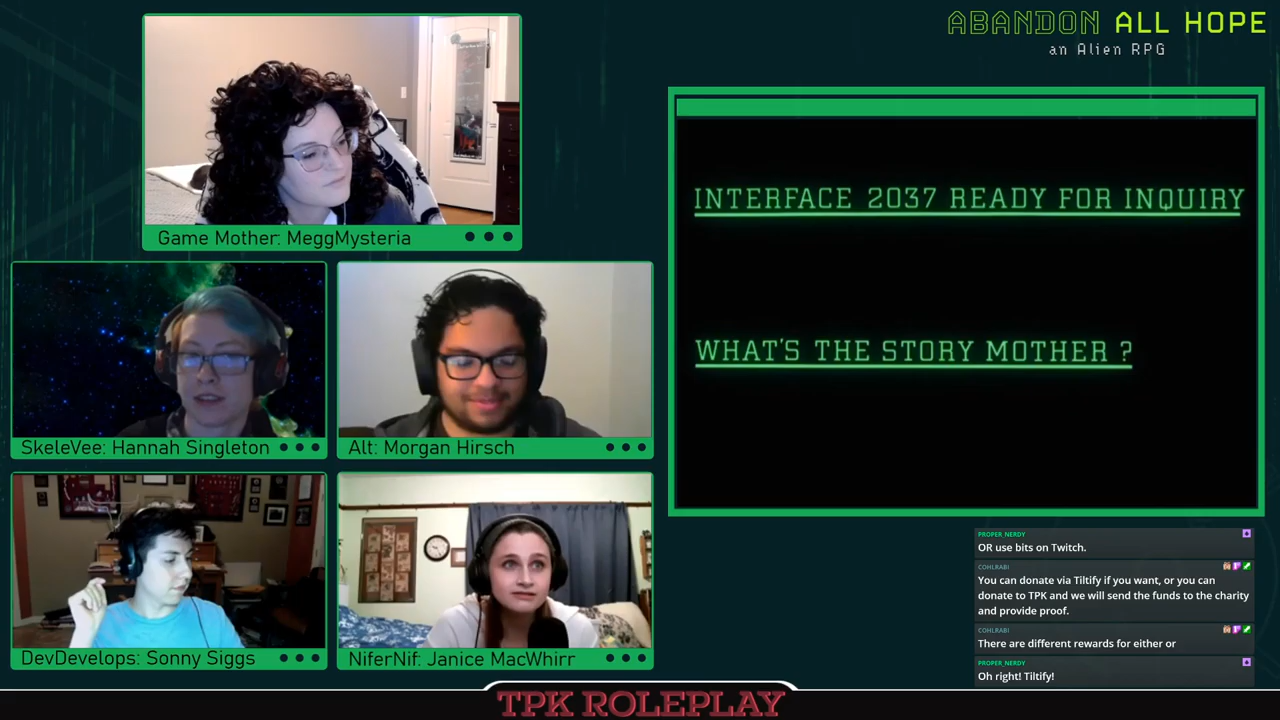 ABANDON ALL HOPE
an Alien RPG
Game Mother: MeggMysteria
INTERFACE 2037 READY FOR INQUIRY
WHAT'S THE STORY MOTHER ?
SkeleVee: Hannah Singleton
Alt: Morgan Hirsch
DevDevelops: Sonny Siggs
NiferNif: Janice MacWhirr
PROPER_NERDY
OR use bits on Twitch.
COHLRABI
You can donate via Tiltify if you want, or you can
donate to TPK and we will send the funds to the charity
and provide proof.
COHLRABI
There are different rewards for either or
PROPER_NERDY
Oh right! Tiltify!
TPK ROLEPLAY